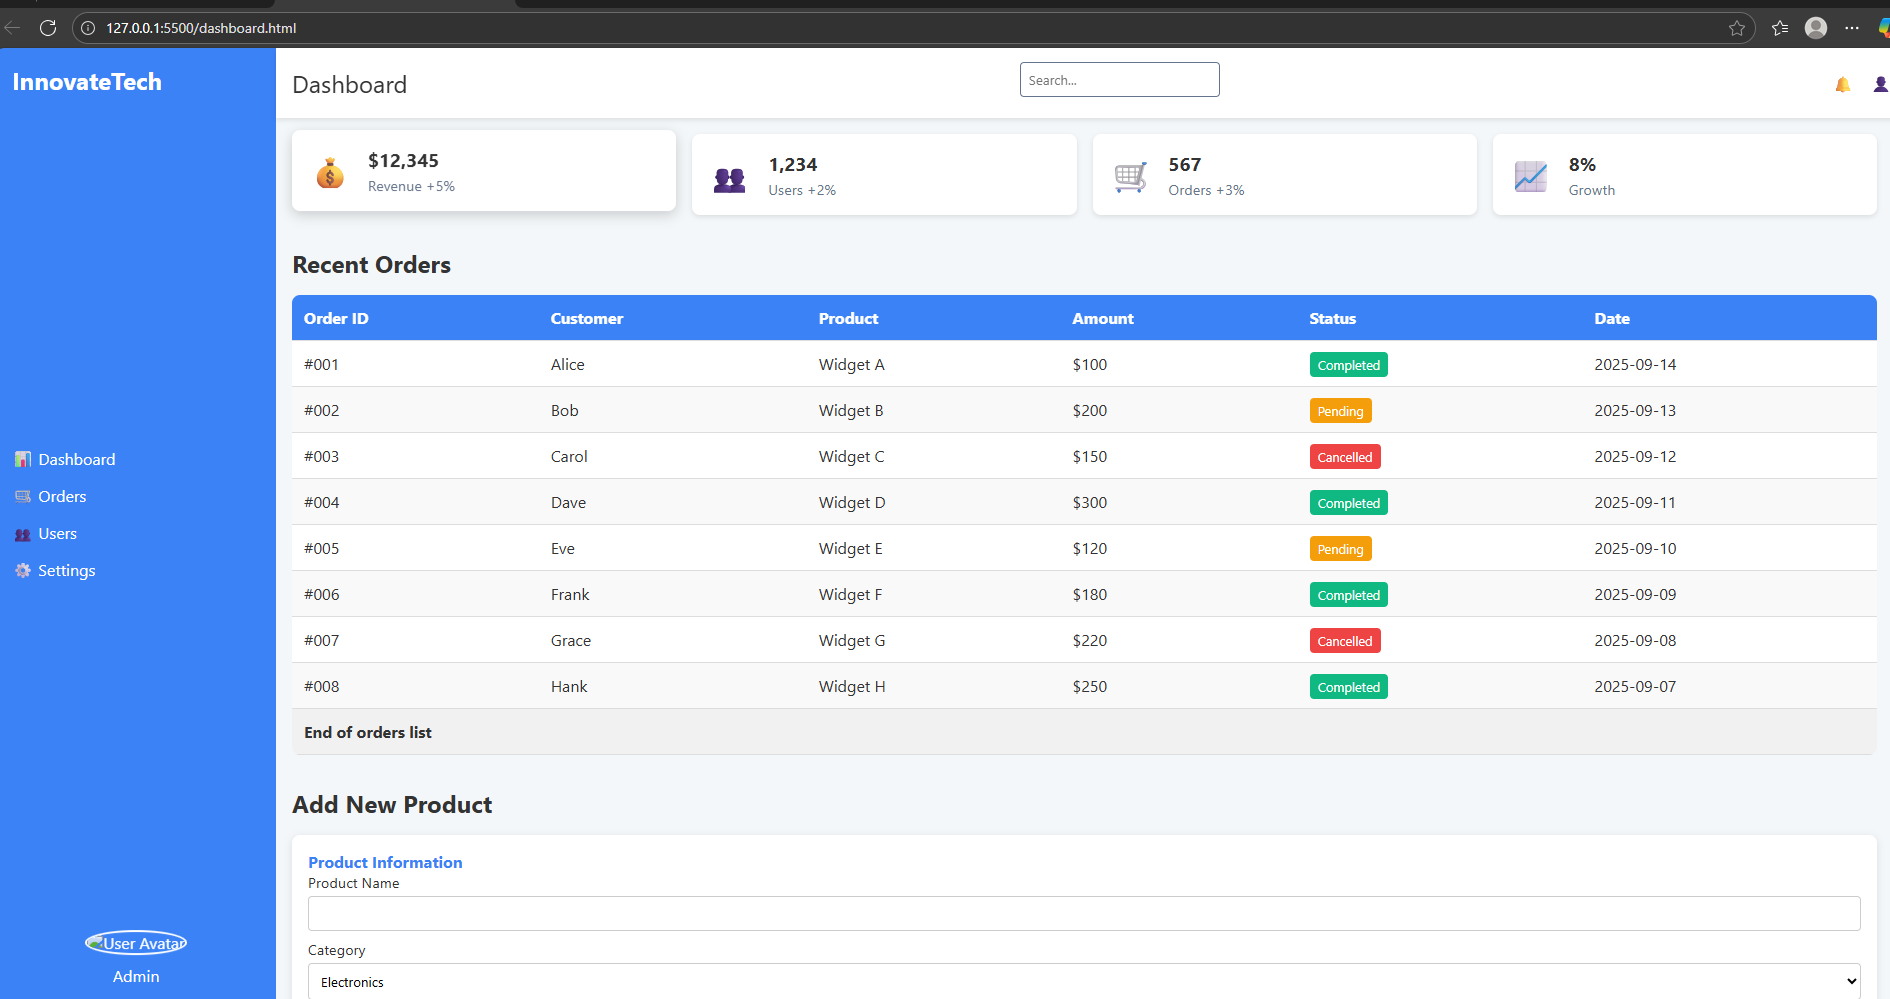 127.0.0.1:5500/dashboard.html
InnovateTech
Dashboard
Search...
$12,345
Revenue +5%
1,234
Users +2%
567
Orders +3%
8%
Growth
Recent Orders
Order ID Customer Product Amount Status Date
#001 Alice Widget A $100 Completed 2025-09-14
#002 Bob Widget B $200 Pending 2025-09-13
#003 Carol Widget C $150 Cancelled 2025-09-12
#004 Dave Widget D $300 Completed 2025-09-11
#005 Eve Widget E $120 Pending 2025-09-10
#006 Frank Widget F $180 Completed 2025-09-09
#007 Grace Widget G $220 Cancelled 2025-09-08
#008 Hank Widget H $250 Completed 2025-09-07
End of orders list
Dashboard
Orders
Users
Settings
User Avatar
Admin
Add New Product
Product Information
Product Name
Category
Electronics